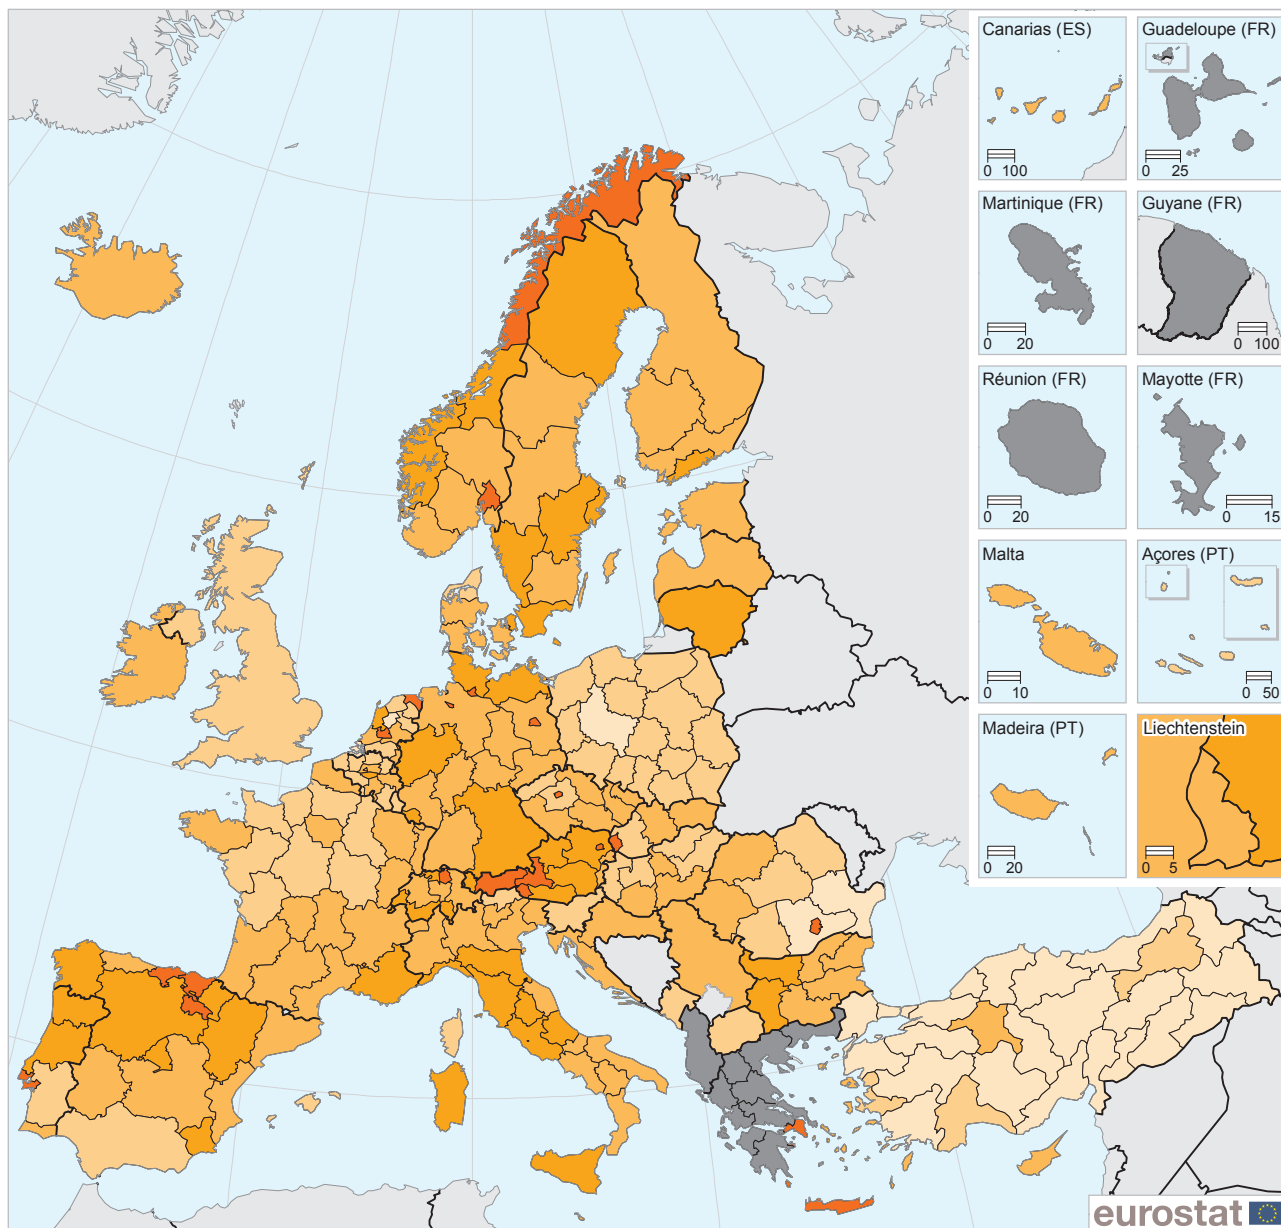 Canarias (ES)
0 100
Guadeloupe (FR)
0 25
Martinique (FR)
0 20
Guyane (FR)
0 100
Réunion (FR)
0 20
Mayotte (FR)
0 15
Malta
0 10
Açores (PT)
0 50
Madeira (PT)
0 20
Liechtenstein
0 5
eurostat